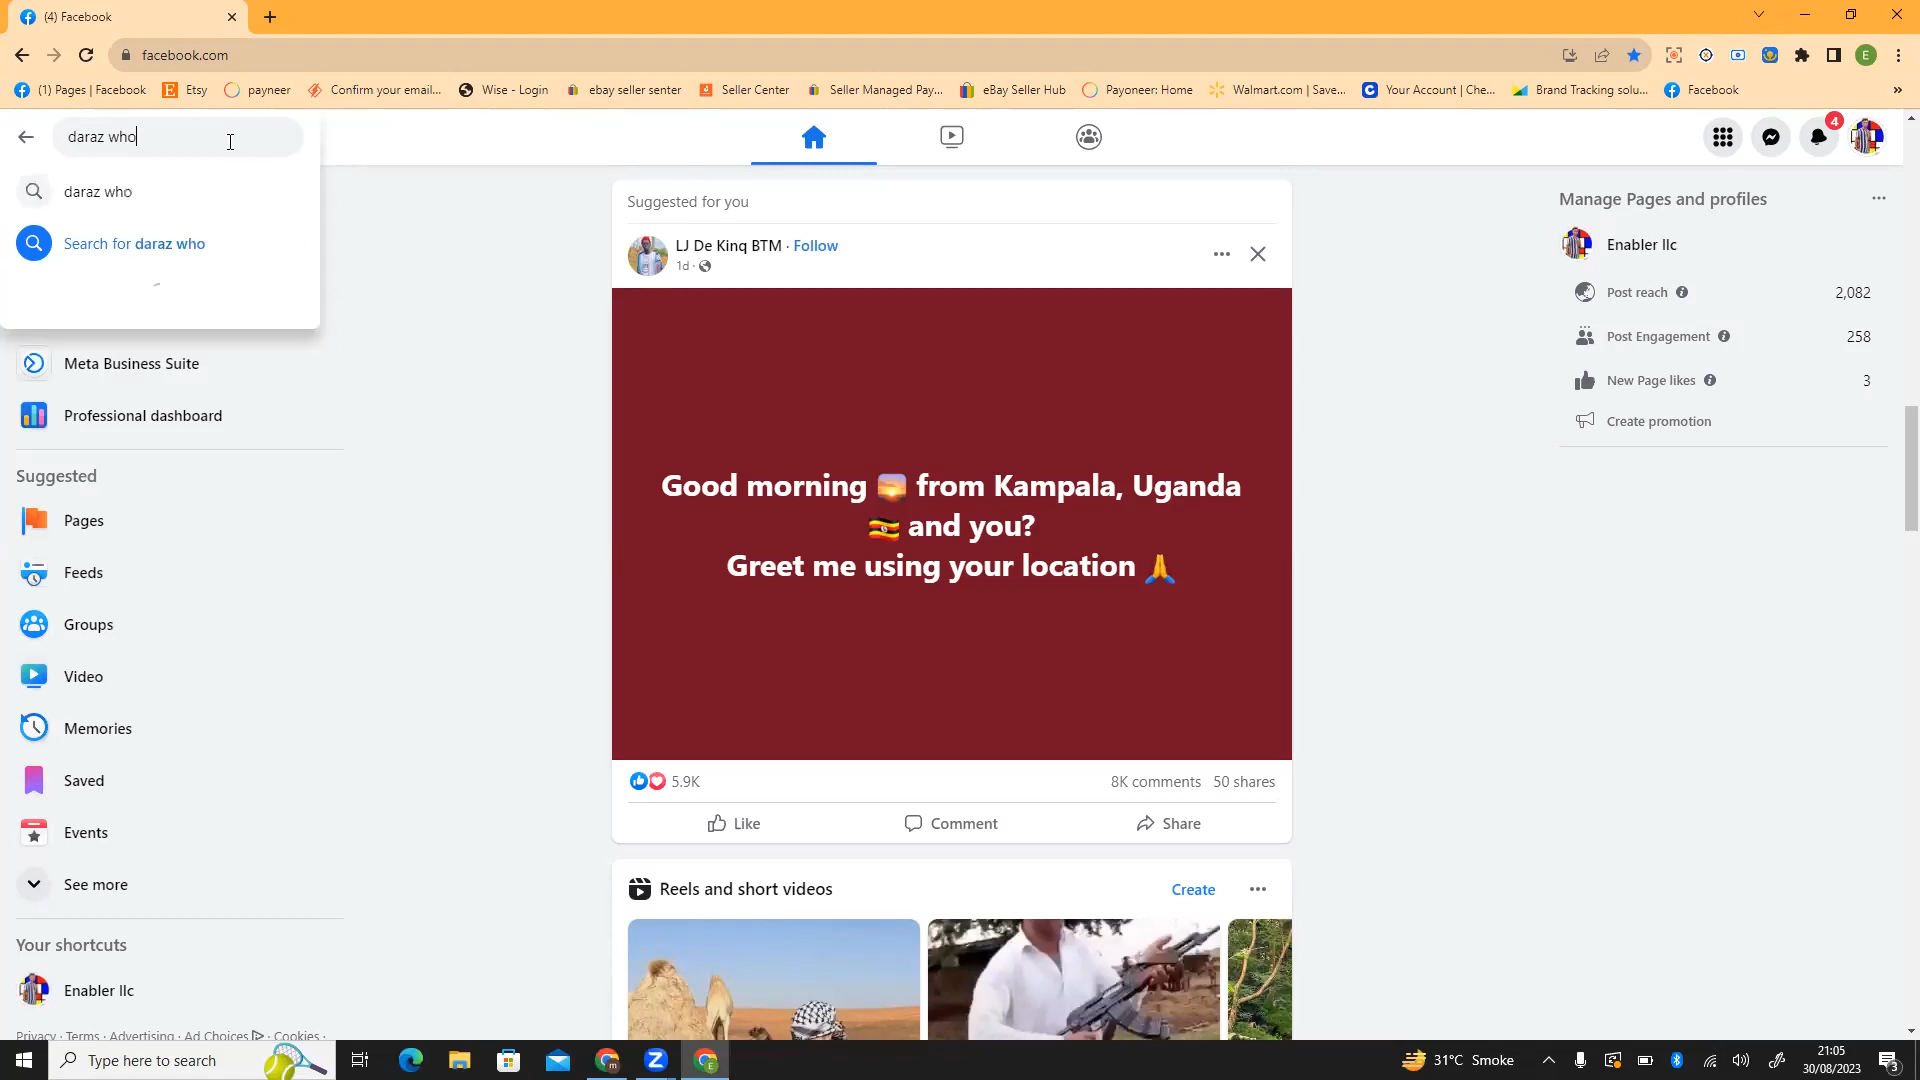 (4) Facebook
facebook.com
(1) Pages | Facebook
Etsy
payneer
Confirm your email...
Wise - Login
ebay seller senter
Seller Center
Seller Managed Pay...
eBay Seller Hub
Payoneer: Home
Walmart.com | Save...
Your Account | Che...
Brand Tracking solu...
Facebook
»
daraz who
4
daraz who
Search for daraz who
Meta Business Suite
Professional dashboard
Suggested
Pages
Feeds
Groups
Video
Memories
Saved
Events
See more
Your shortcuts
Enabler llc
Privacy · Terms · Advertising · Ad Choices · Cookies ·
Suggested for you
LJ De Kinq BTM · Follow
1d ·
Good morning 🌅 from Kampala, Uganda
🇺🇬 and you?
Greet me using your location 🙏
5.9K
8K comments 50 shares
Like
Comment
Share
Reels and short videos
Create
Manage Pages and profiles
Enabler llc
Post reach 2,082
Post Engagement 258
New Page likes 3
Create promotion
Type here to search
31°C Smoke
21:05
30/08/2023
3